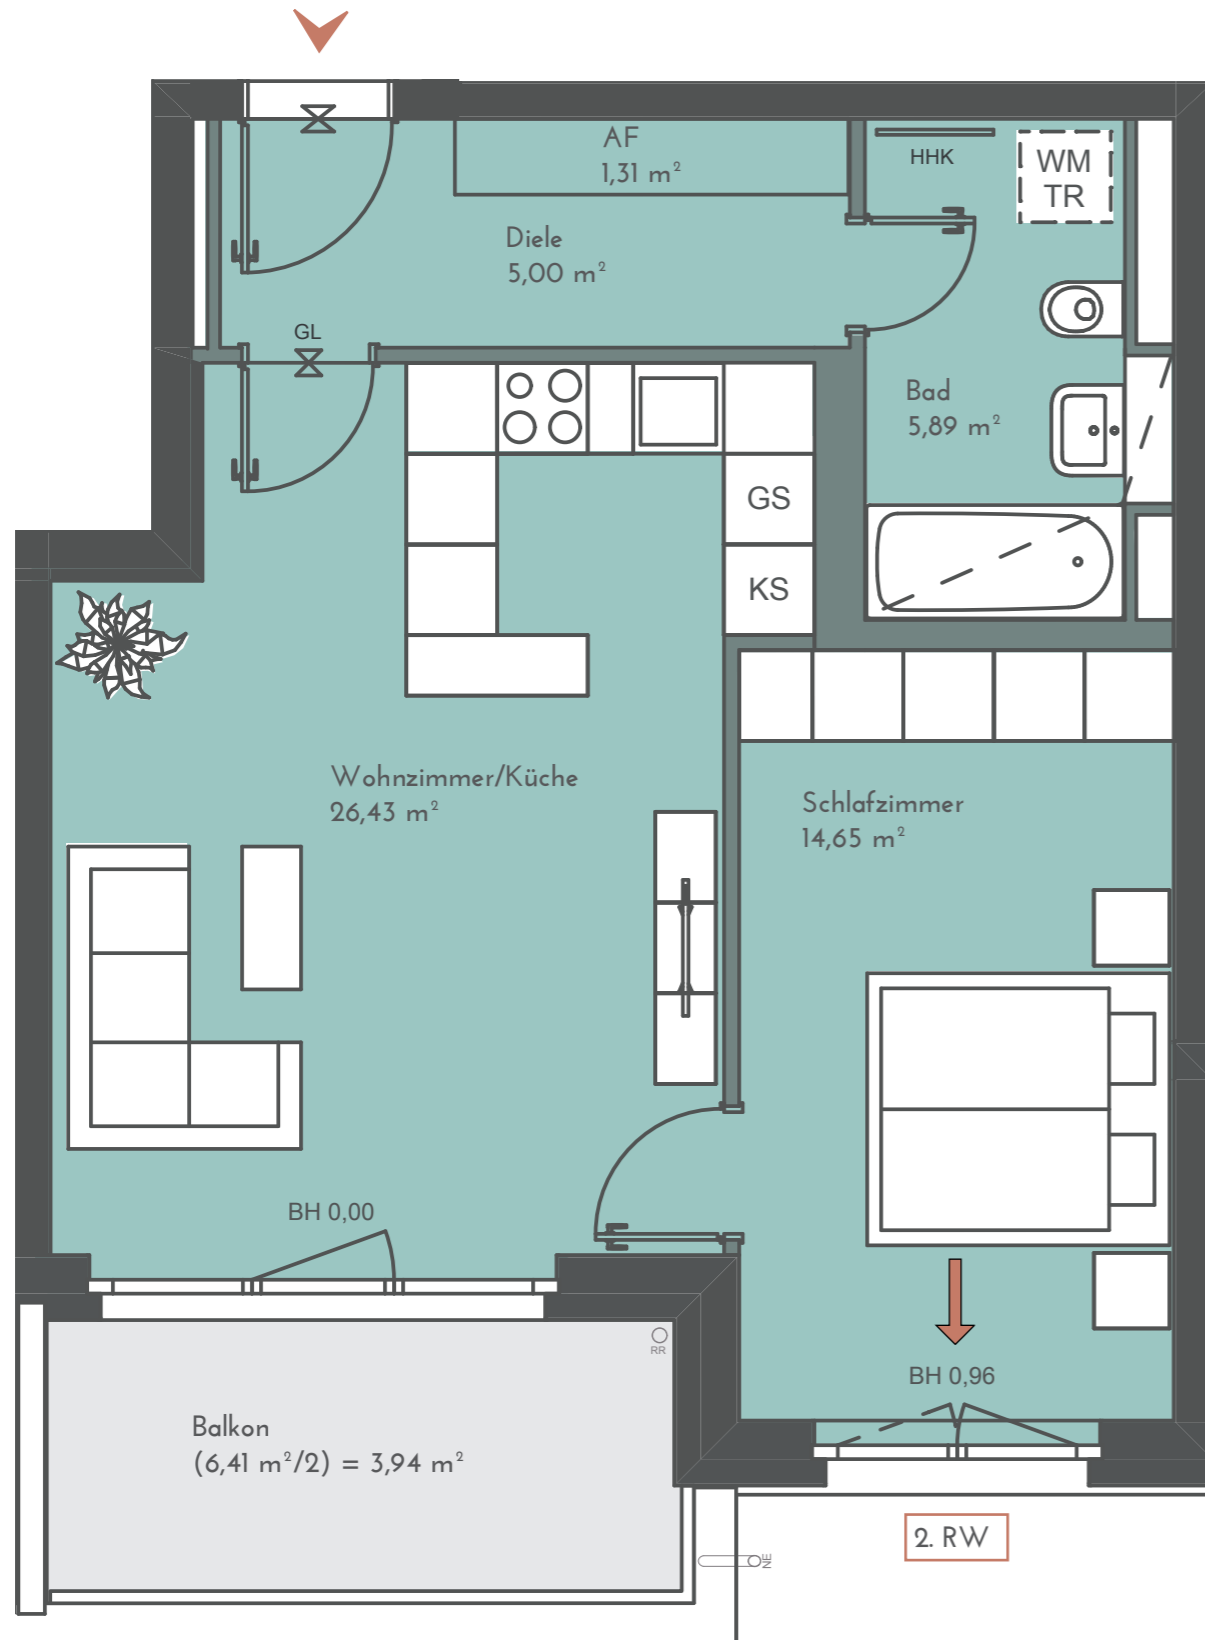 AF
1,31 m²
HHK
WM
TR
Diele
5,00 m²
GL
Bad
5,89 m²
GS
KS
Wohnzimmer/Küche
26,43 m²
Schlafzimmer
14,65 m²
BH 0,00
RR
BH 0,96
Balkon
(6,41 m²/2) = 3,94 m²
2. RW
NE